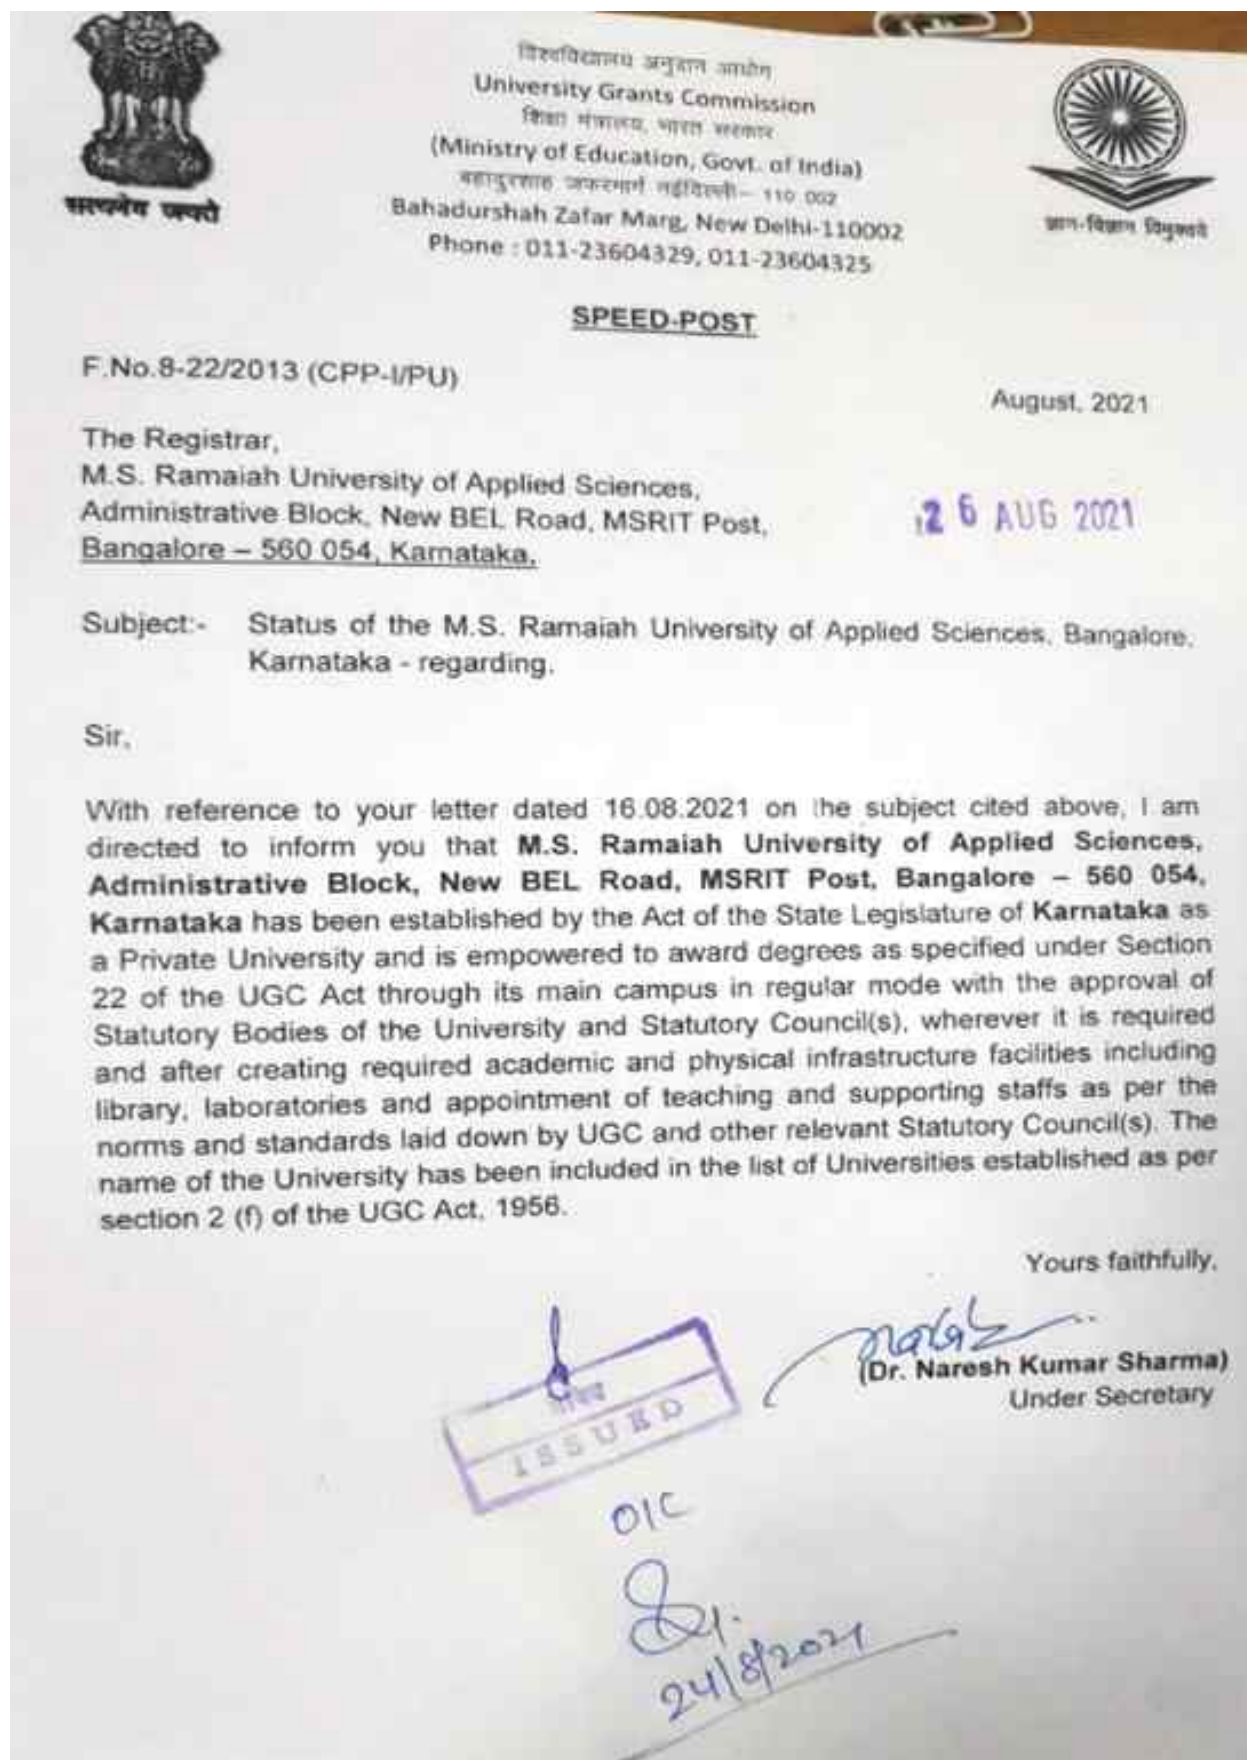 विश्वविद्यालय अनुदान आयोग
University Grants Commission
शिक्षा मंत्रालय, भारत सरकार
(Ministry of Education, Govt. of India)
बहादुरशाह जफरमार्ग नईदिल्ली– 110 002
Bahadurshah Zafar Marg, New Delhi-110002
Phone : 011-23604329, 011-23604325
सत्यमेव जयते
ज्ञान-विज्ञान विमुक्तये
SPEED-POST
F.No.8-22/2013 (CPP-I/PU)
August, 2021
The Registrar,
M.S. Ramaiah University of Applied Sciences,
Administrative Block, New BEL Road, MSRIT Post,
Bangalore – 560 054, Karnataka.
26 AUG 2021
Subject:- Status of the M.S. Ramaiah University of Applied Sciences, Bangalore,
Karnataka - regarding.
Sir,
With reference to your letter dated 16.08.2021 on the subject cited above, I am
directed to inform you that M.S. Ramaiah University of Applied Sciences,
Administrative Block, New BEL Road, MSRIT Post, Bangalore – 560 054,
Karnataka has been established by the Act of the State Legislature of Karnataka as
a Private University and is empowered to award degrees as specified under Section
22 of the UGC Act through its main campus in regular mode with the approval of
Statutory Bodies of the University and Statutory Council(s), wherever it is required
and after creating required academic and physical infrastructure facilities including
library, laboratories and appointment of teaching and supporting staffs as per the
norms and standards laid down by UGC and other relevant Statutory Council(s). The
name of the University has been included in the list of Universities established as per
section 2 (f) of the UGC Act, 1956.
Yours faithfully,
(Dr. Naresh Kumar Sharma)
Under Secretary
ISSUED
O/C
24/8/2021